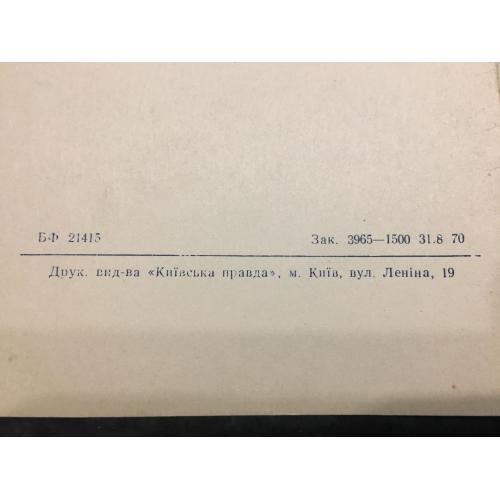 БФ 21415 Зак. 3965—1500 31.8 70
Друк. вид-ва «Київська правда», м. Київ, вул. Леніна, 19